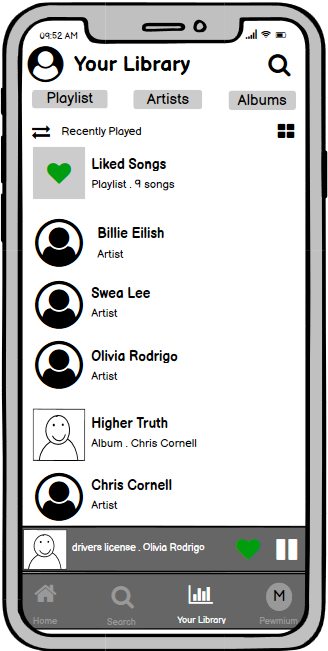 09:52 AM
Your Library
Playlist Artists Albums
Recently Played
Liked Songs
Playlist . 9 songs
Billie Eilish
Artist
Swea Lee
Artist
Olivia Rodrigo
Artist
Higher Truth
Album . Chris Cornell
Chris Cornell
Artist
drivers license . Olivia Rodrigo
M
Home Search Your Library Pewmium